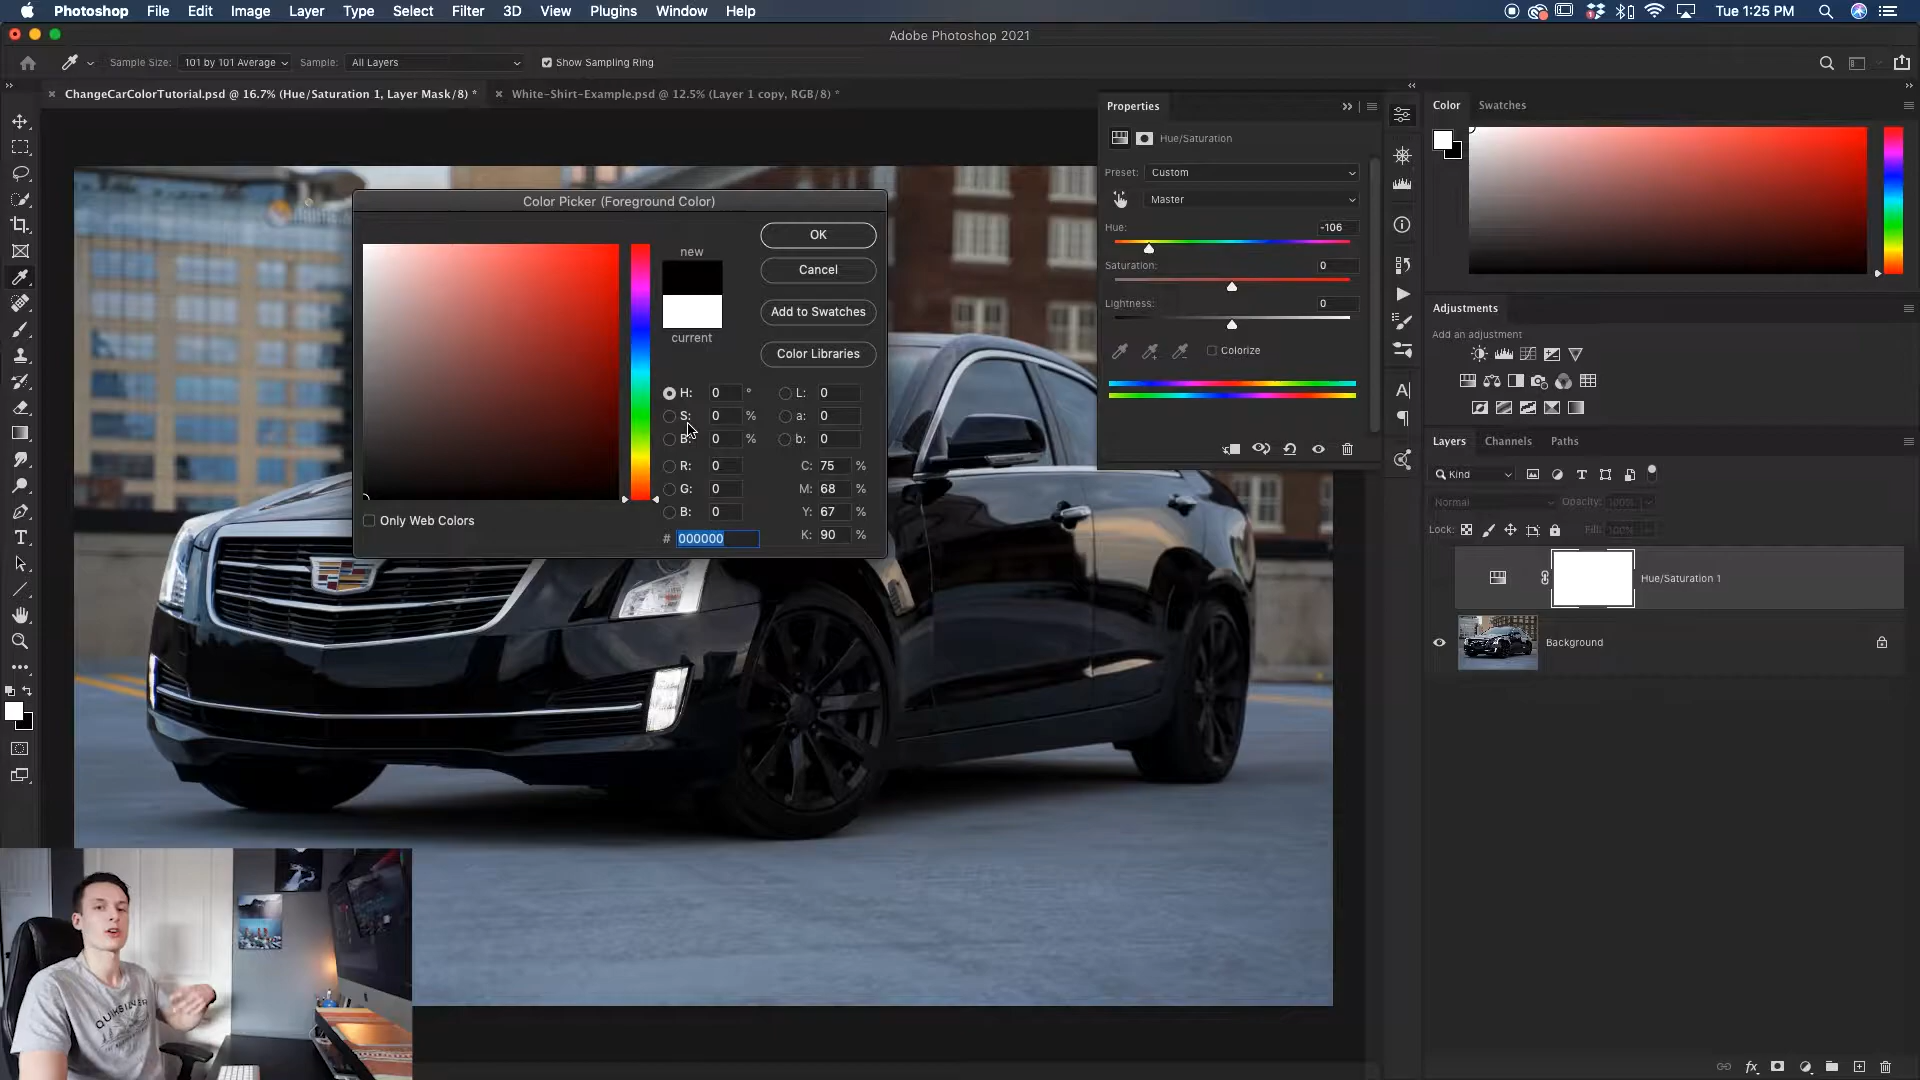 Photoshop File Edit Image Layer Type Select Filter 3D View Plugins Window Help Tue 1:25 PM
Adobe Photoshop 2021
Sample Size: 101 by 101 Average Sample: All Layers Show Sampling Ring
ChangeCarColorTutorial.psd @ 16.7% (Hue/Saturation 1, Layer Mask/8) * White-Shirt-Example.psd @ 12.5% (Layer 1 copy, RGB/8) *
Color Picker (Foreground Color)
new
current
OK
Cancel
Add to Swatches
Color Libraries
H: 0 ° L: 0
S: 0 % a: 0
B: 0 % b: 0
R: 0 C: 75 %
G: 0 M: 68 %
B: 0 Y: 67 %
# 000000 K: 90 %
Only Web Colors
Properties
Hue/Saturation
Preset: Custom
Master
Hue: -106
Saturation: 0
Lightness: 0
Colorize
Color Swatches
Adjustments
Add an adjustment
Layers Channels Paths
Kind
Normal Opacity: 100%
Lock: Fill: 100%
Hue/Saturation 1
Background
QUIKSILVER